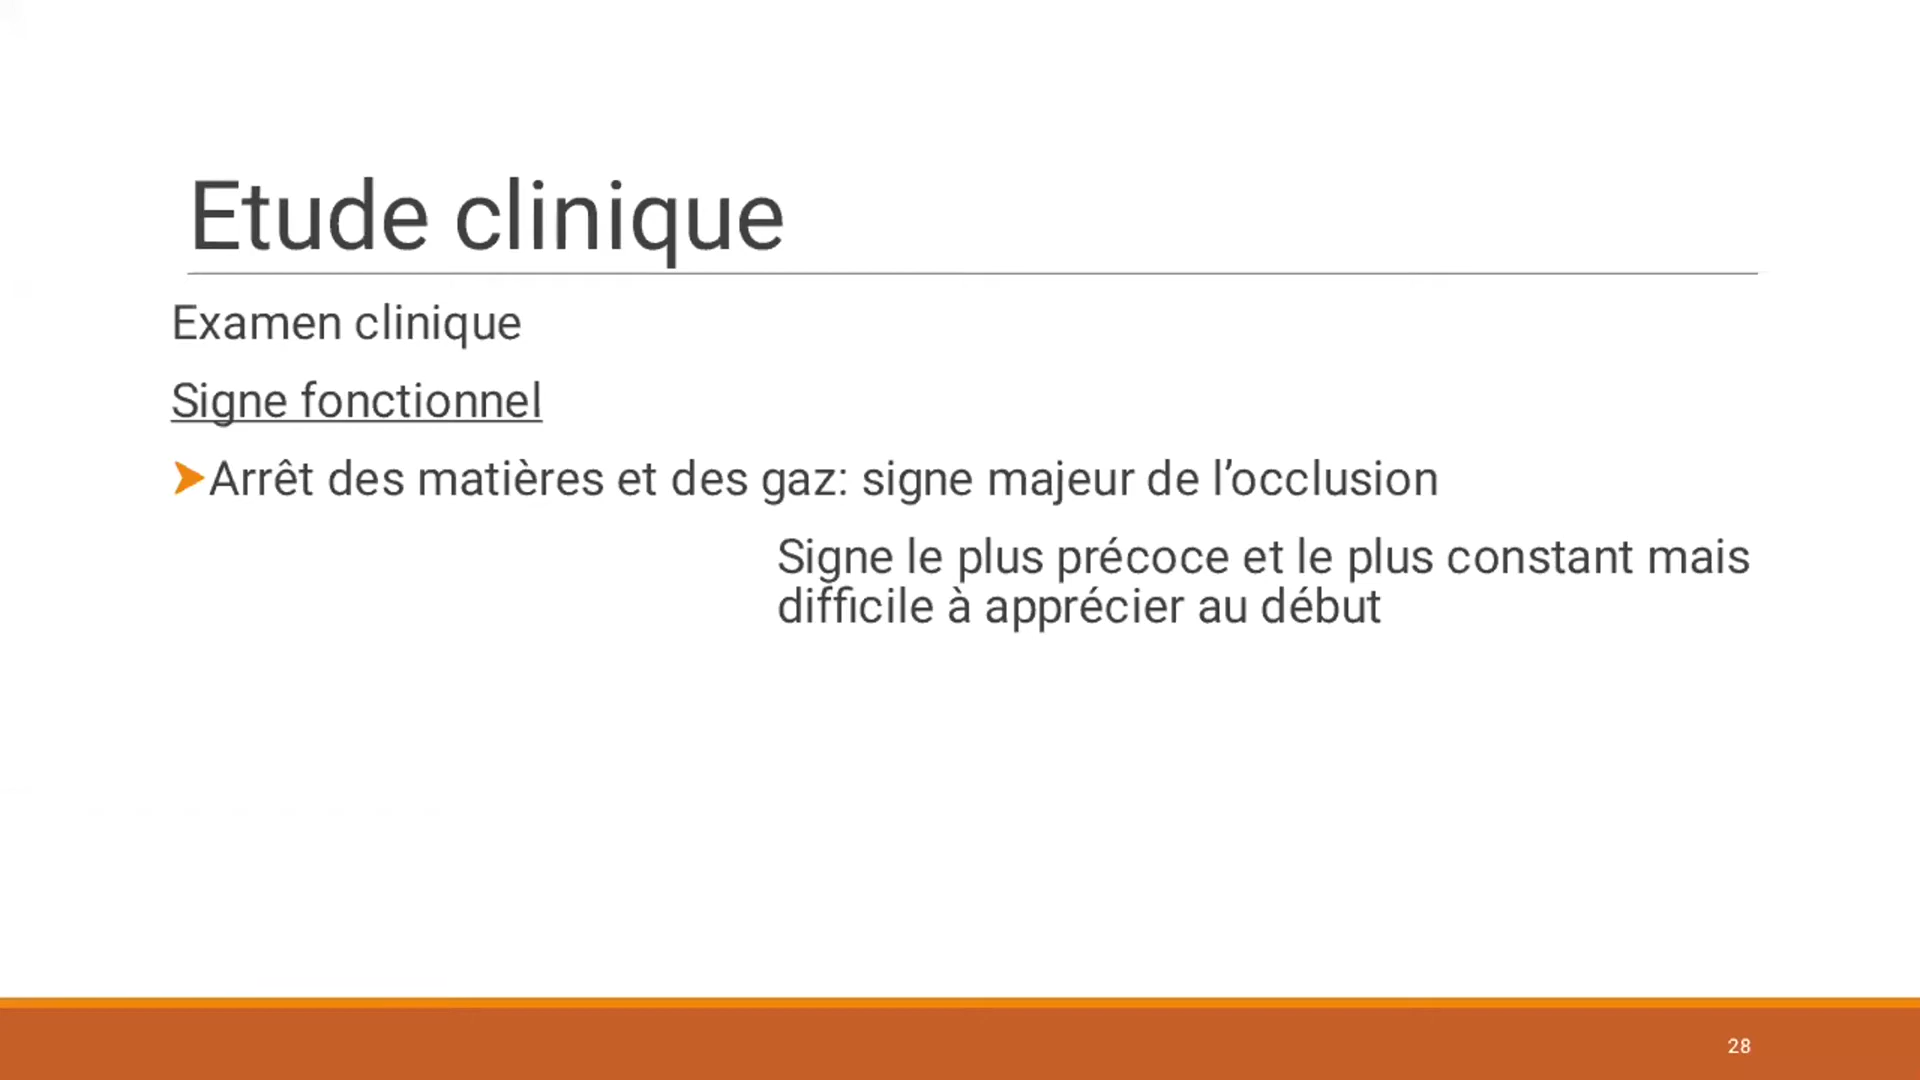 Etude clinique
Examen clinique
Signe fonctionnel
➤Arrêt des matières et des gaz: signe majeur de l’occlusion
Signe le plus précoce et le plus constant mais
difficile à apprécier au début
28